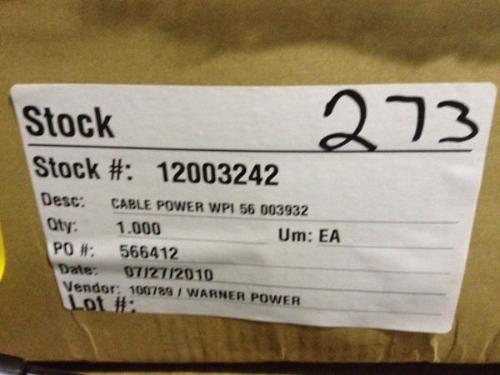 Stock 273
Stock #: 12003242
Desc: CABLE POWER WPI 56 003932
Qty: 1.000 Um: EA
PO #: 566412
Date: 07/27/2010
Vendor: 100789 / WARNER POWER
Lot #: